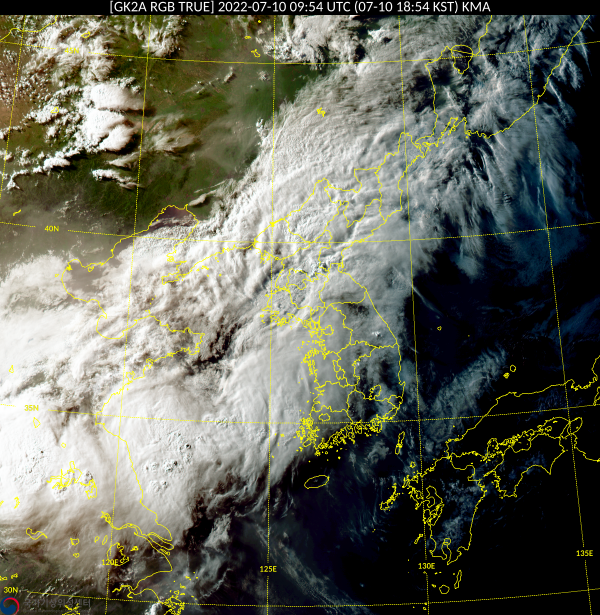 [GK2A RGB TRUE] 2022-07-10 09:54 UTC (07-10 18:54 KST) KMA
40N
35N
120E
125E
130E
135E
30N